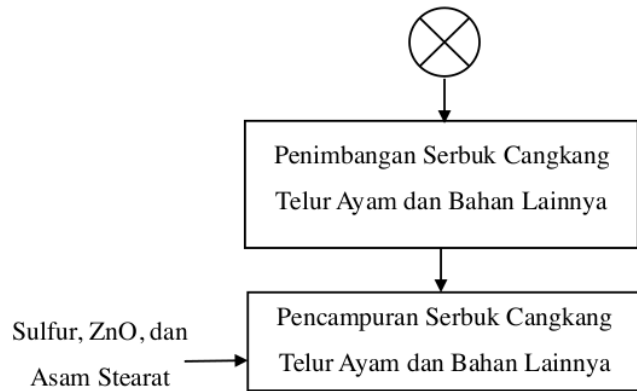 Penimbangan Serbuk Cangkang
Telur Ayam dan Bahan Lainnya
Pencampuran Serbuk Cangkang
Telur Ayam dan Bahan Lainnya
Sulfur, ZnO, dan
Asam Stearat